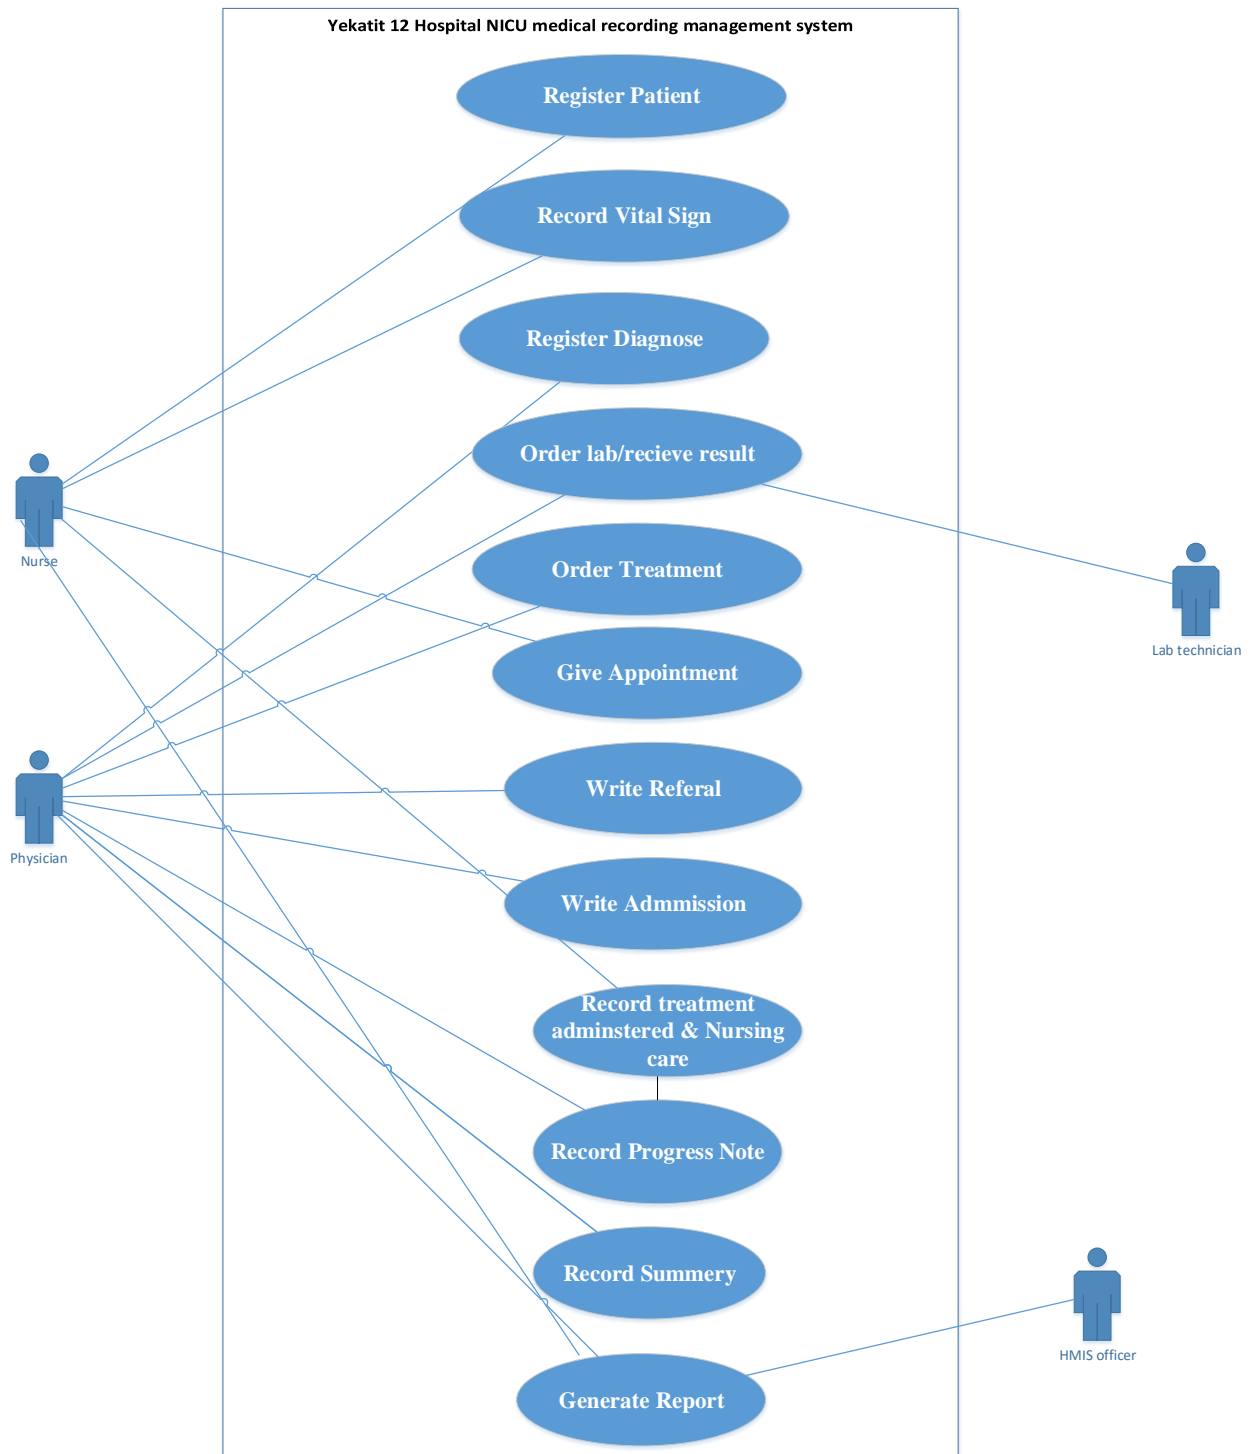 Yekatit 12 Hospital NICU medical recording management system
Register Patient
Record Vital Sign
Register Diagnose
Order lab/recieve result
Nurse
Order Treatment
Lab technician
Give Appointment
Write Referal
Physician
Write Admmission
Record treatment
adminstered & Nursing
care
Record Progress Note
Record Summery
HMIS officer
Generate Report